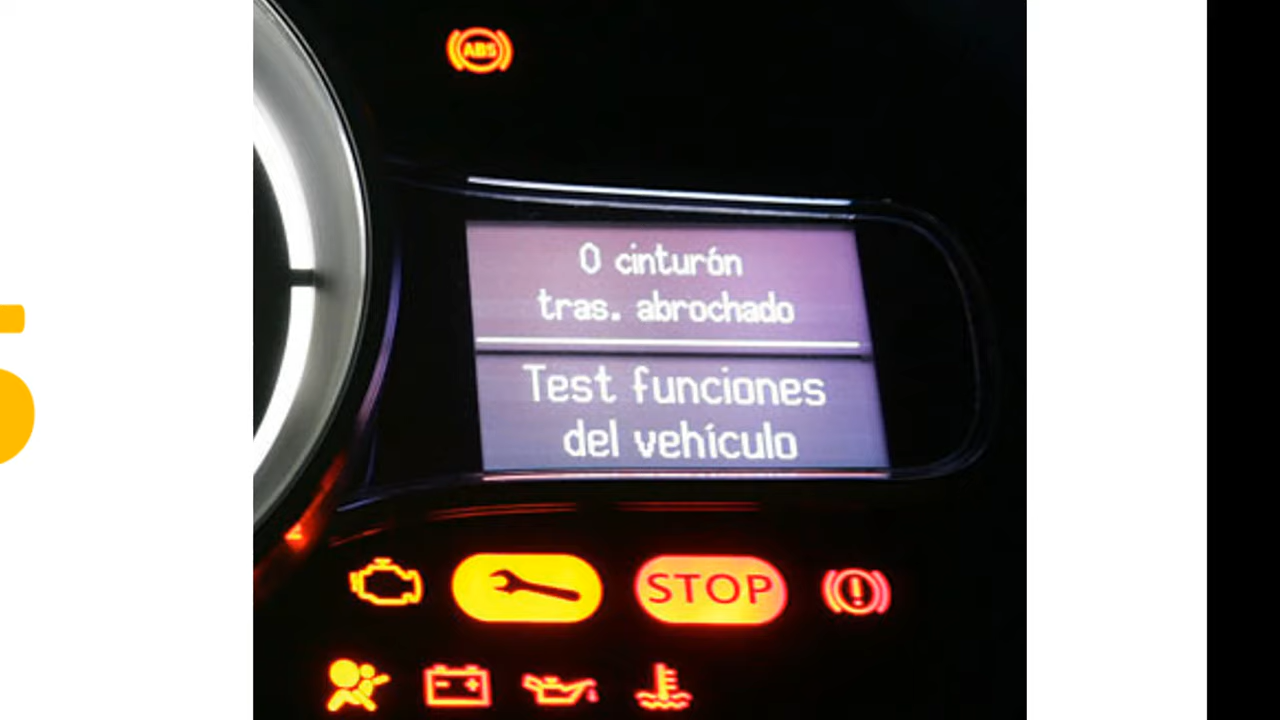 ABS
0 cinturón
tras. abrochado
Test funciones
del vehículo
STOP